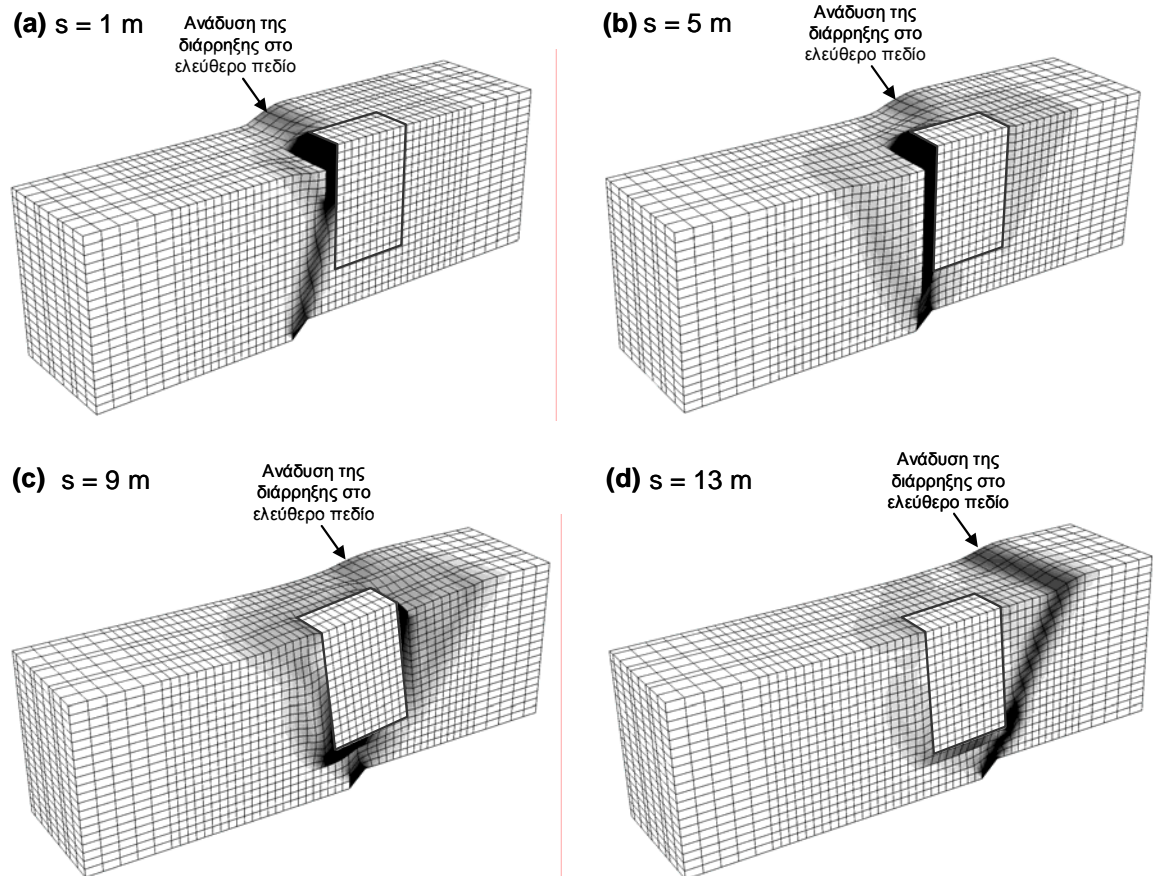 (a) s = 1 m
Ανάδυση της
διάρρηξης στο
ελεύθερο πεδίο
(b) s = 5 m
Ανάδυση της
διάρρηξης στο
ελεύθερο πεδίο
(c) s = 9 m
Ανάδυση της
διάρρηξης στο
ελεύθερο πεδίο
(d) s = 13 m
Ανάδυση της
διάρρηξης στο
ελεύθερο πεδίο